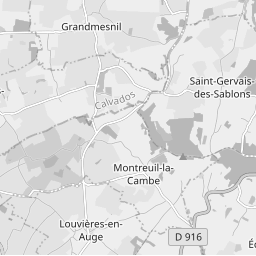 Grandmesnil
Saint-Gervais-
des-Sablons
Calvados
Montreuil-la-
Cambe
Louvières-en-
Auge
D 916